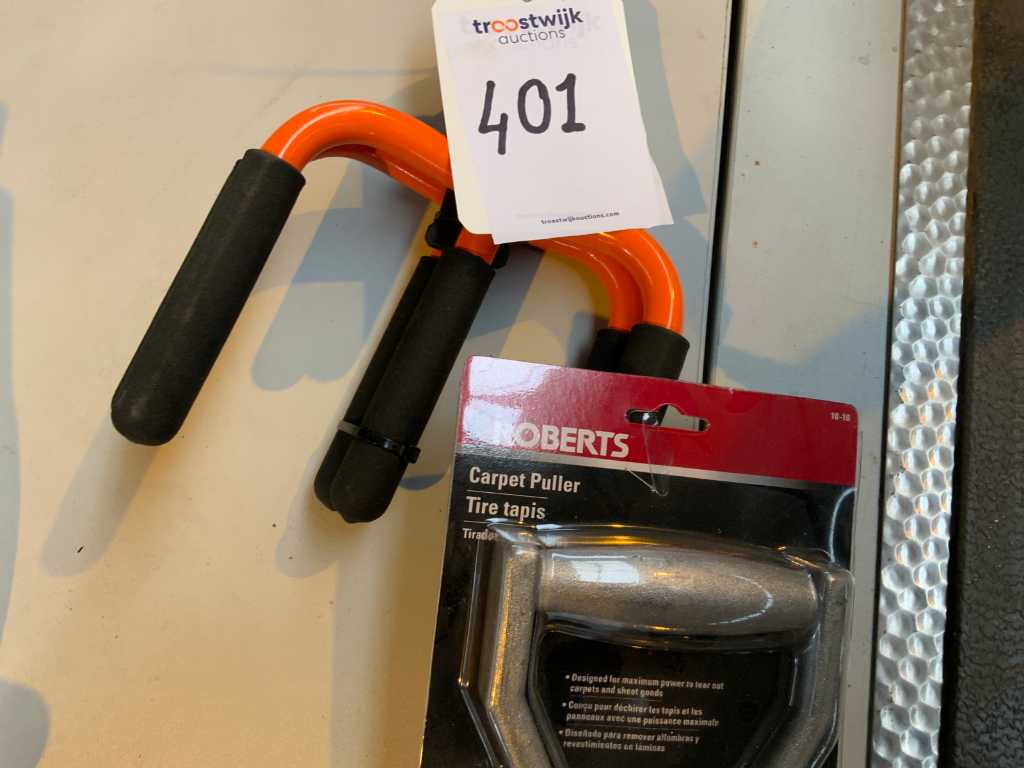 troostwijk
auctions
401
troostwijkauctions.com
10-16
ROBERTS
Carpet Puller
Tire tapis
• Designed for maximum power to tear out
carpets and sheet goods
• Conçu pour déchirer les tapis et les
panneaux avec une puissance maximale
• Diseñado para remover alfombras y
revestimientos en láminas